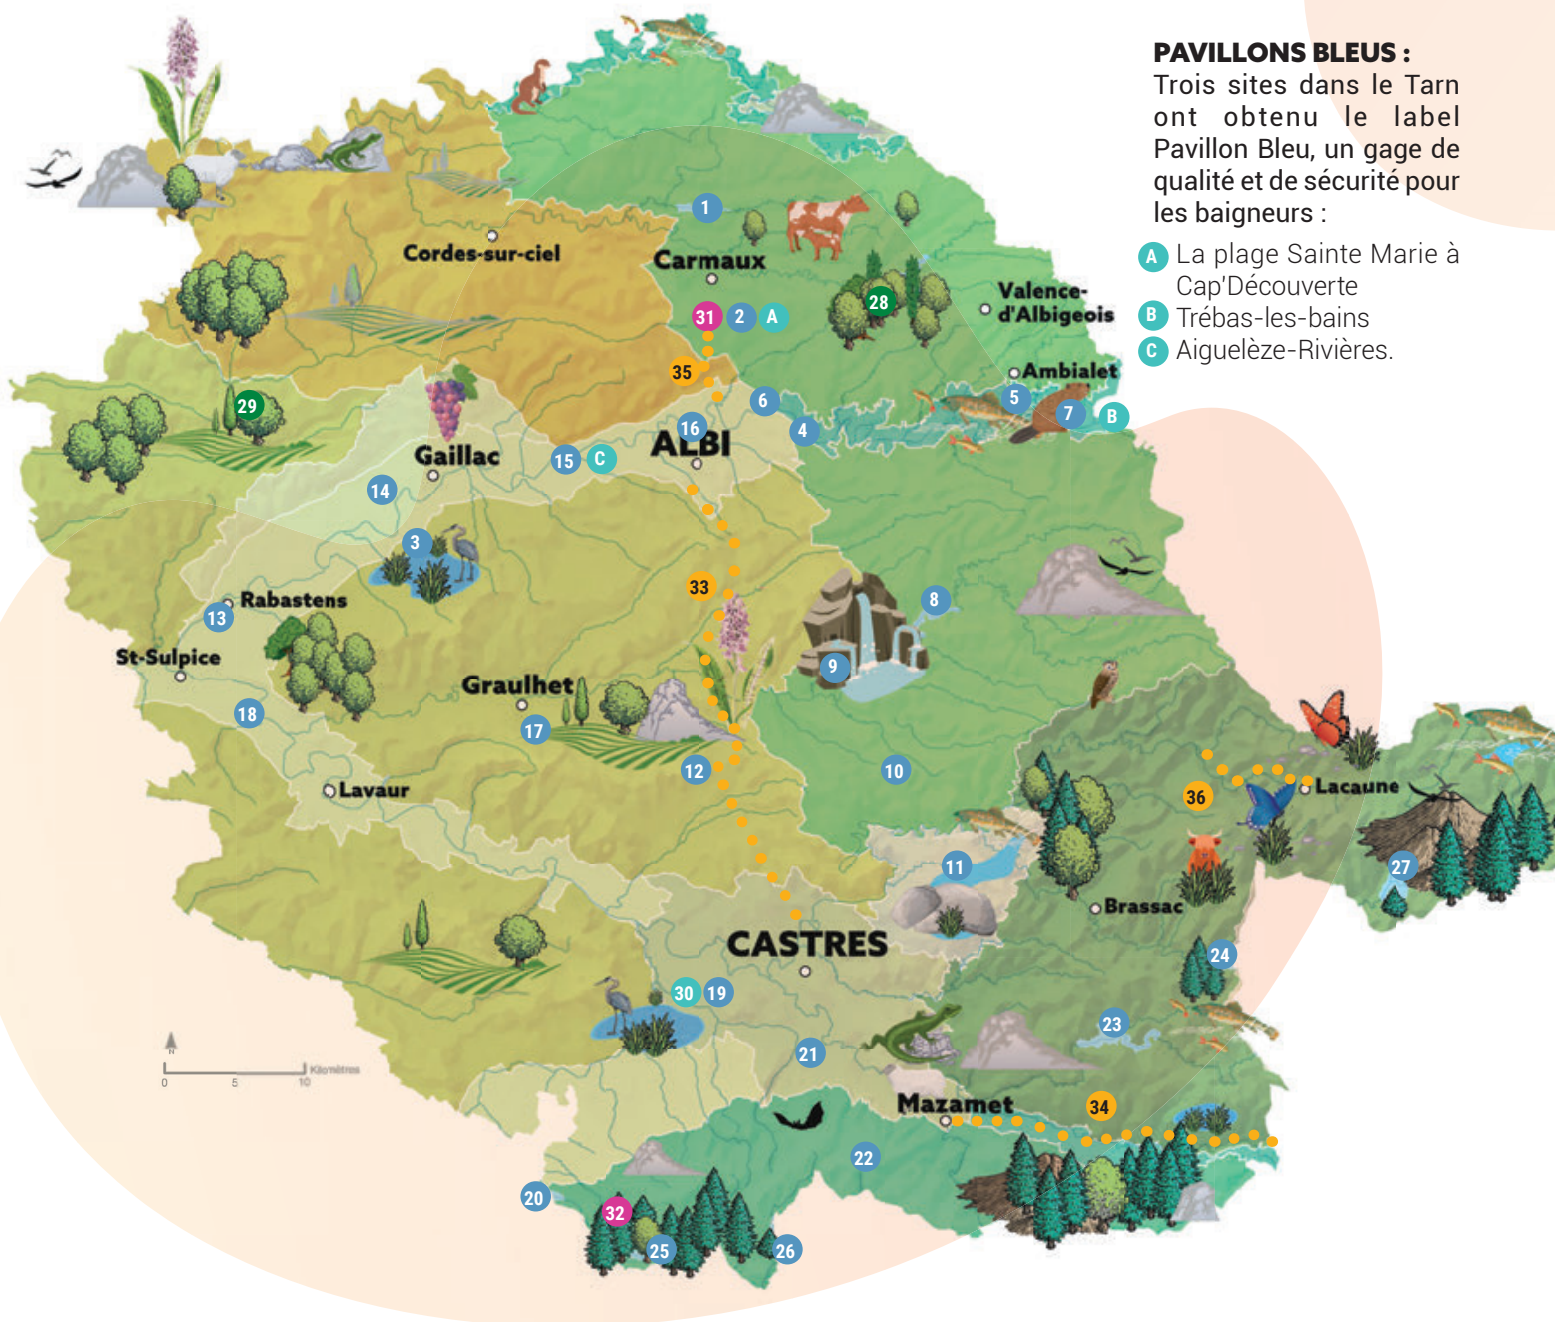 PAVILLONS BLEUS :
Trois sites dans le Tarn
ont obtenu le label
Pavillon Bleu, un gage de
qualité et de sécurité pour
les baigneurs :
A La plage Sainte Marie à
Cap'Découverte
B Trébas-les-bains
C Aiguelèze-Rivières.
1
Cordes-sur-ciel
Carmaux
28
Valence-
d'Albigeois
31 2 A
35
Ambialet
29
6
5
7 B
16
4
ALBI
Gaillac
15 C
14
3
33
8
Rabastens
13
St-Sulpice
9
Graulhet
18
17
12
10
Lavaur
36
Lacaune
11
27
Brassac
CASTRES
24
30 19
23
21
N
Kilomètres
0 5 10
Mazamet
34
22
20
32
25
26